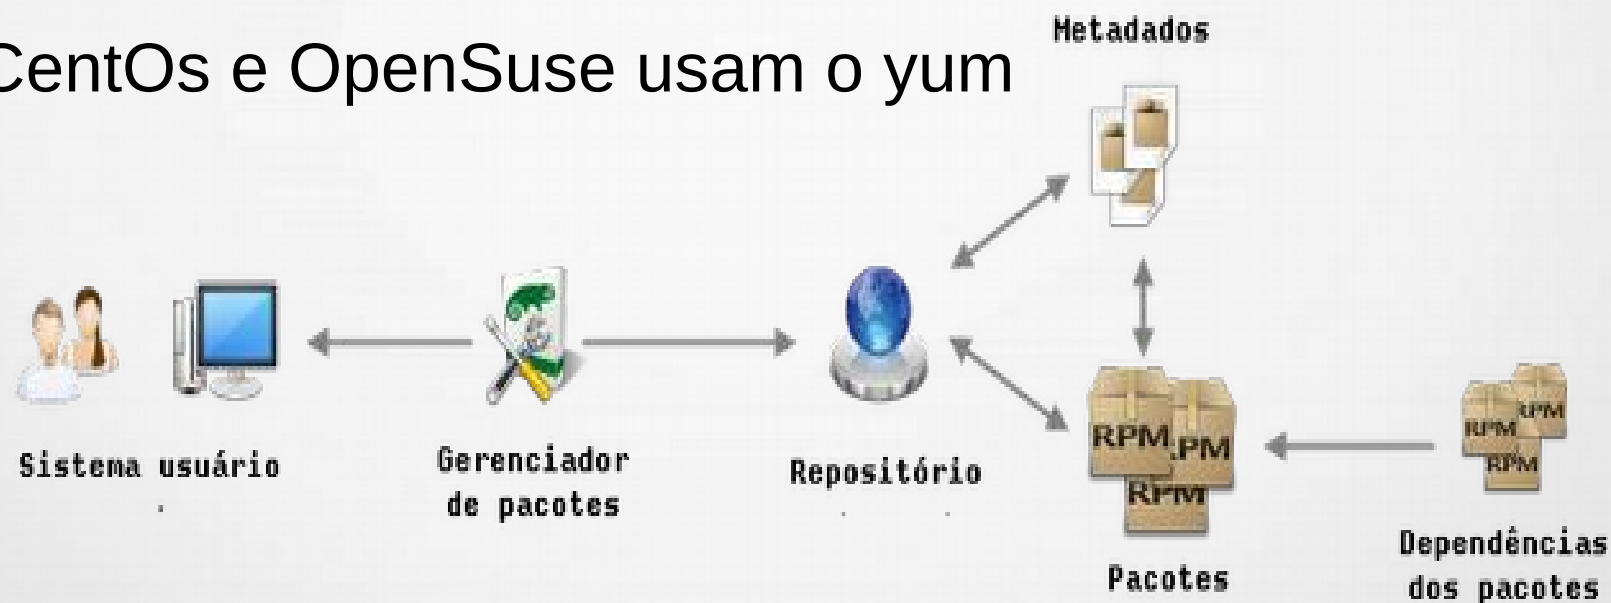 CentOs e OpenSuse usam o yum
Metadados
Sistema usuário
Gerenciador
de pacotes
Repositório
RPM
RPM
RPM
Pacotes
RPM
RPM
RPM
Dependências
dos pacotes